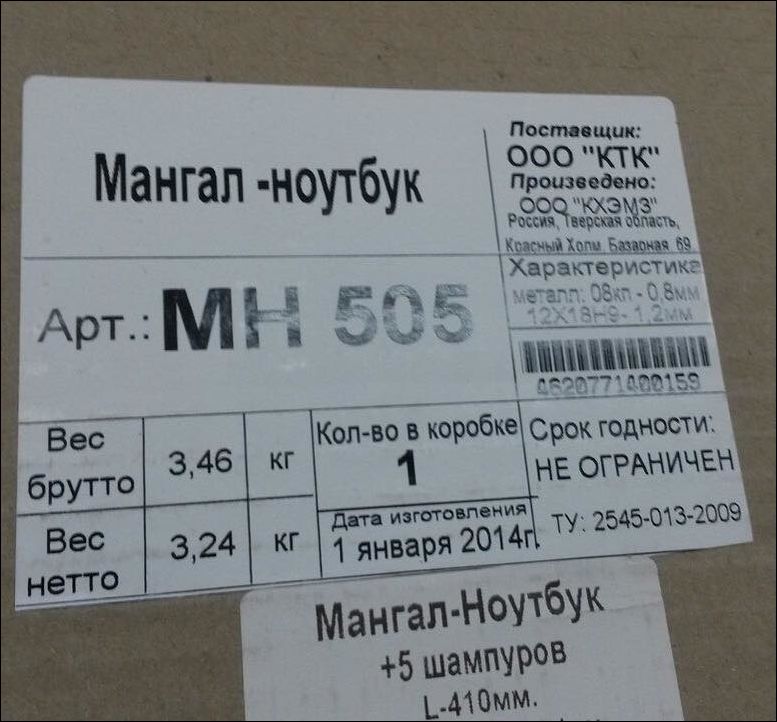 Мангал -ноутбук
Поставщик:
ООО "КТК"
Произведено:
ООО "КХЭМЗ"
Россия, Тверская область,
Красный Холм, Базарная 69
Арт.: МН 505
Характеристика
металл: 08кп - 0,8мм
12Х18Н9- 1,2мм
4620771400159
Вес брутто
3,46
кг
Кол-во в коробке
1
Срок годности:
НЕ ОГРАНИЧЕН
Вес нетто
3,24
кг
Дата изготовления
1 января 2014г.
ТУ: 2545-013-2009
Мангал-Ноутбук
+5 шампуров
L-410мм.